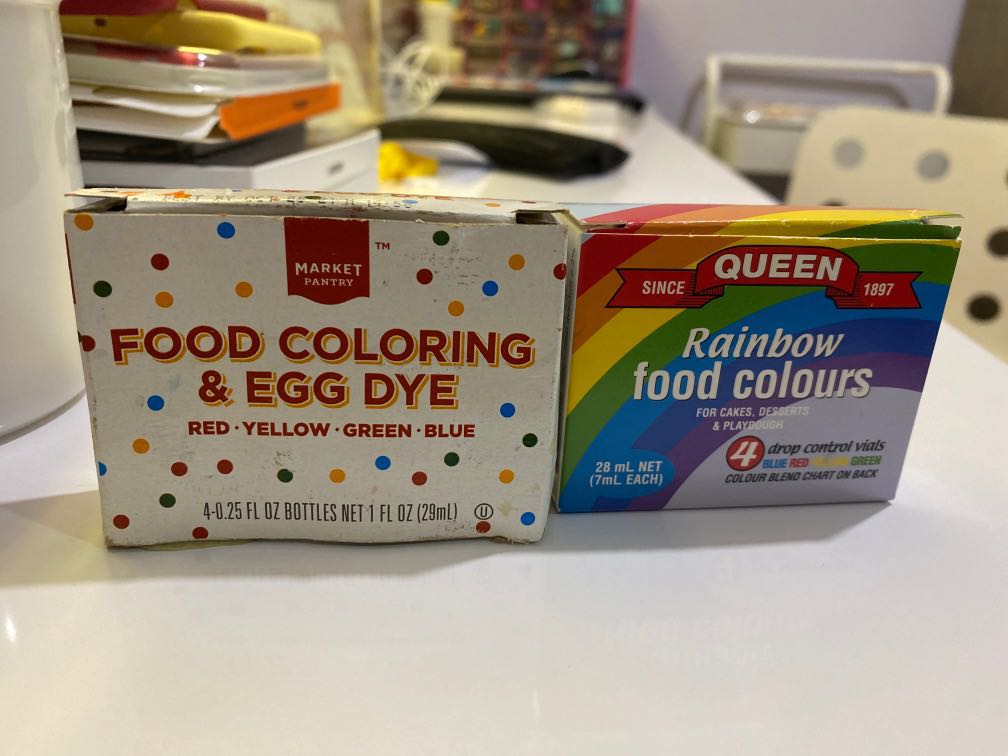 MARKET
PANTRY
TM
FOOD COLORING
& EGG DYE
RED · YELLOW · GREEN · BLUE
4-0.25 FL OZ BOTTLES NET 1 FL OZ (29mL) U
QUEEN
SINCE 1897
Rainbow
food colours
FOR CAKES, DESSERTS
& PLAYDOUGH
4 drop control vials
BLUE RED YELLOW GREEN
COLOUR BLEND CHART ON BACK
28 mL NET
(7mL EACH)